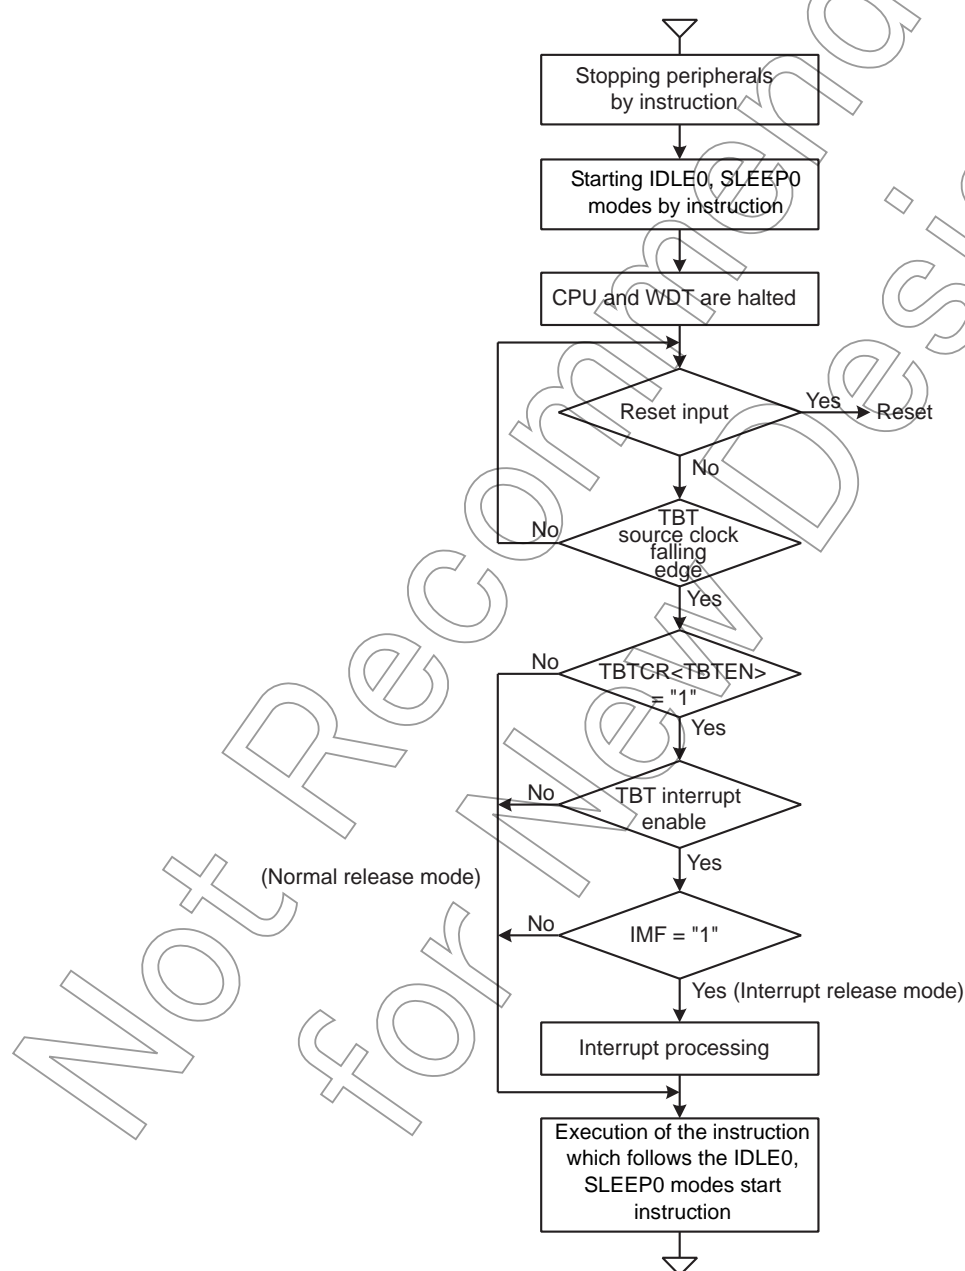 Stopping peripherals
by instruction
Starting IDLE0, SLEEP0
modes by instruction
CPU and WDT are halted
Reset input
Yes
Reset
No
TBT
source clock
falling
edge
No
Yes
TBTCR<TBTEN>
= "1"
No
Yes
TBT interrupt
enable
No
Yes
(Normal release mode)
IMF = "1"
No
Yes (Interrupt release mode)
Interrupt processing
Execution of the instruction
which follows the IDLE0,
SLEEP0 modes start
instruction
Not
for New